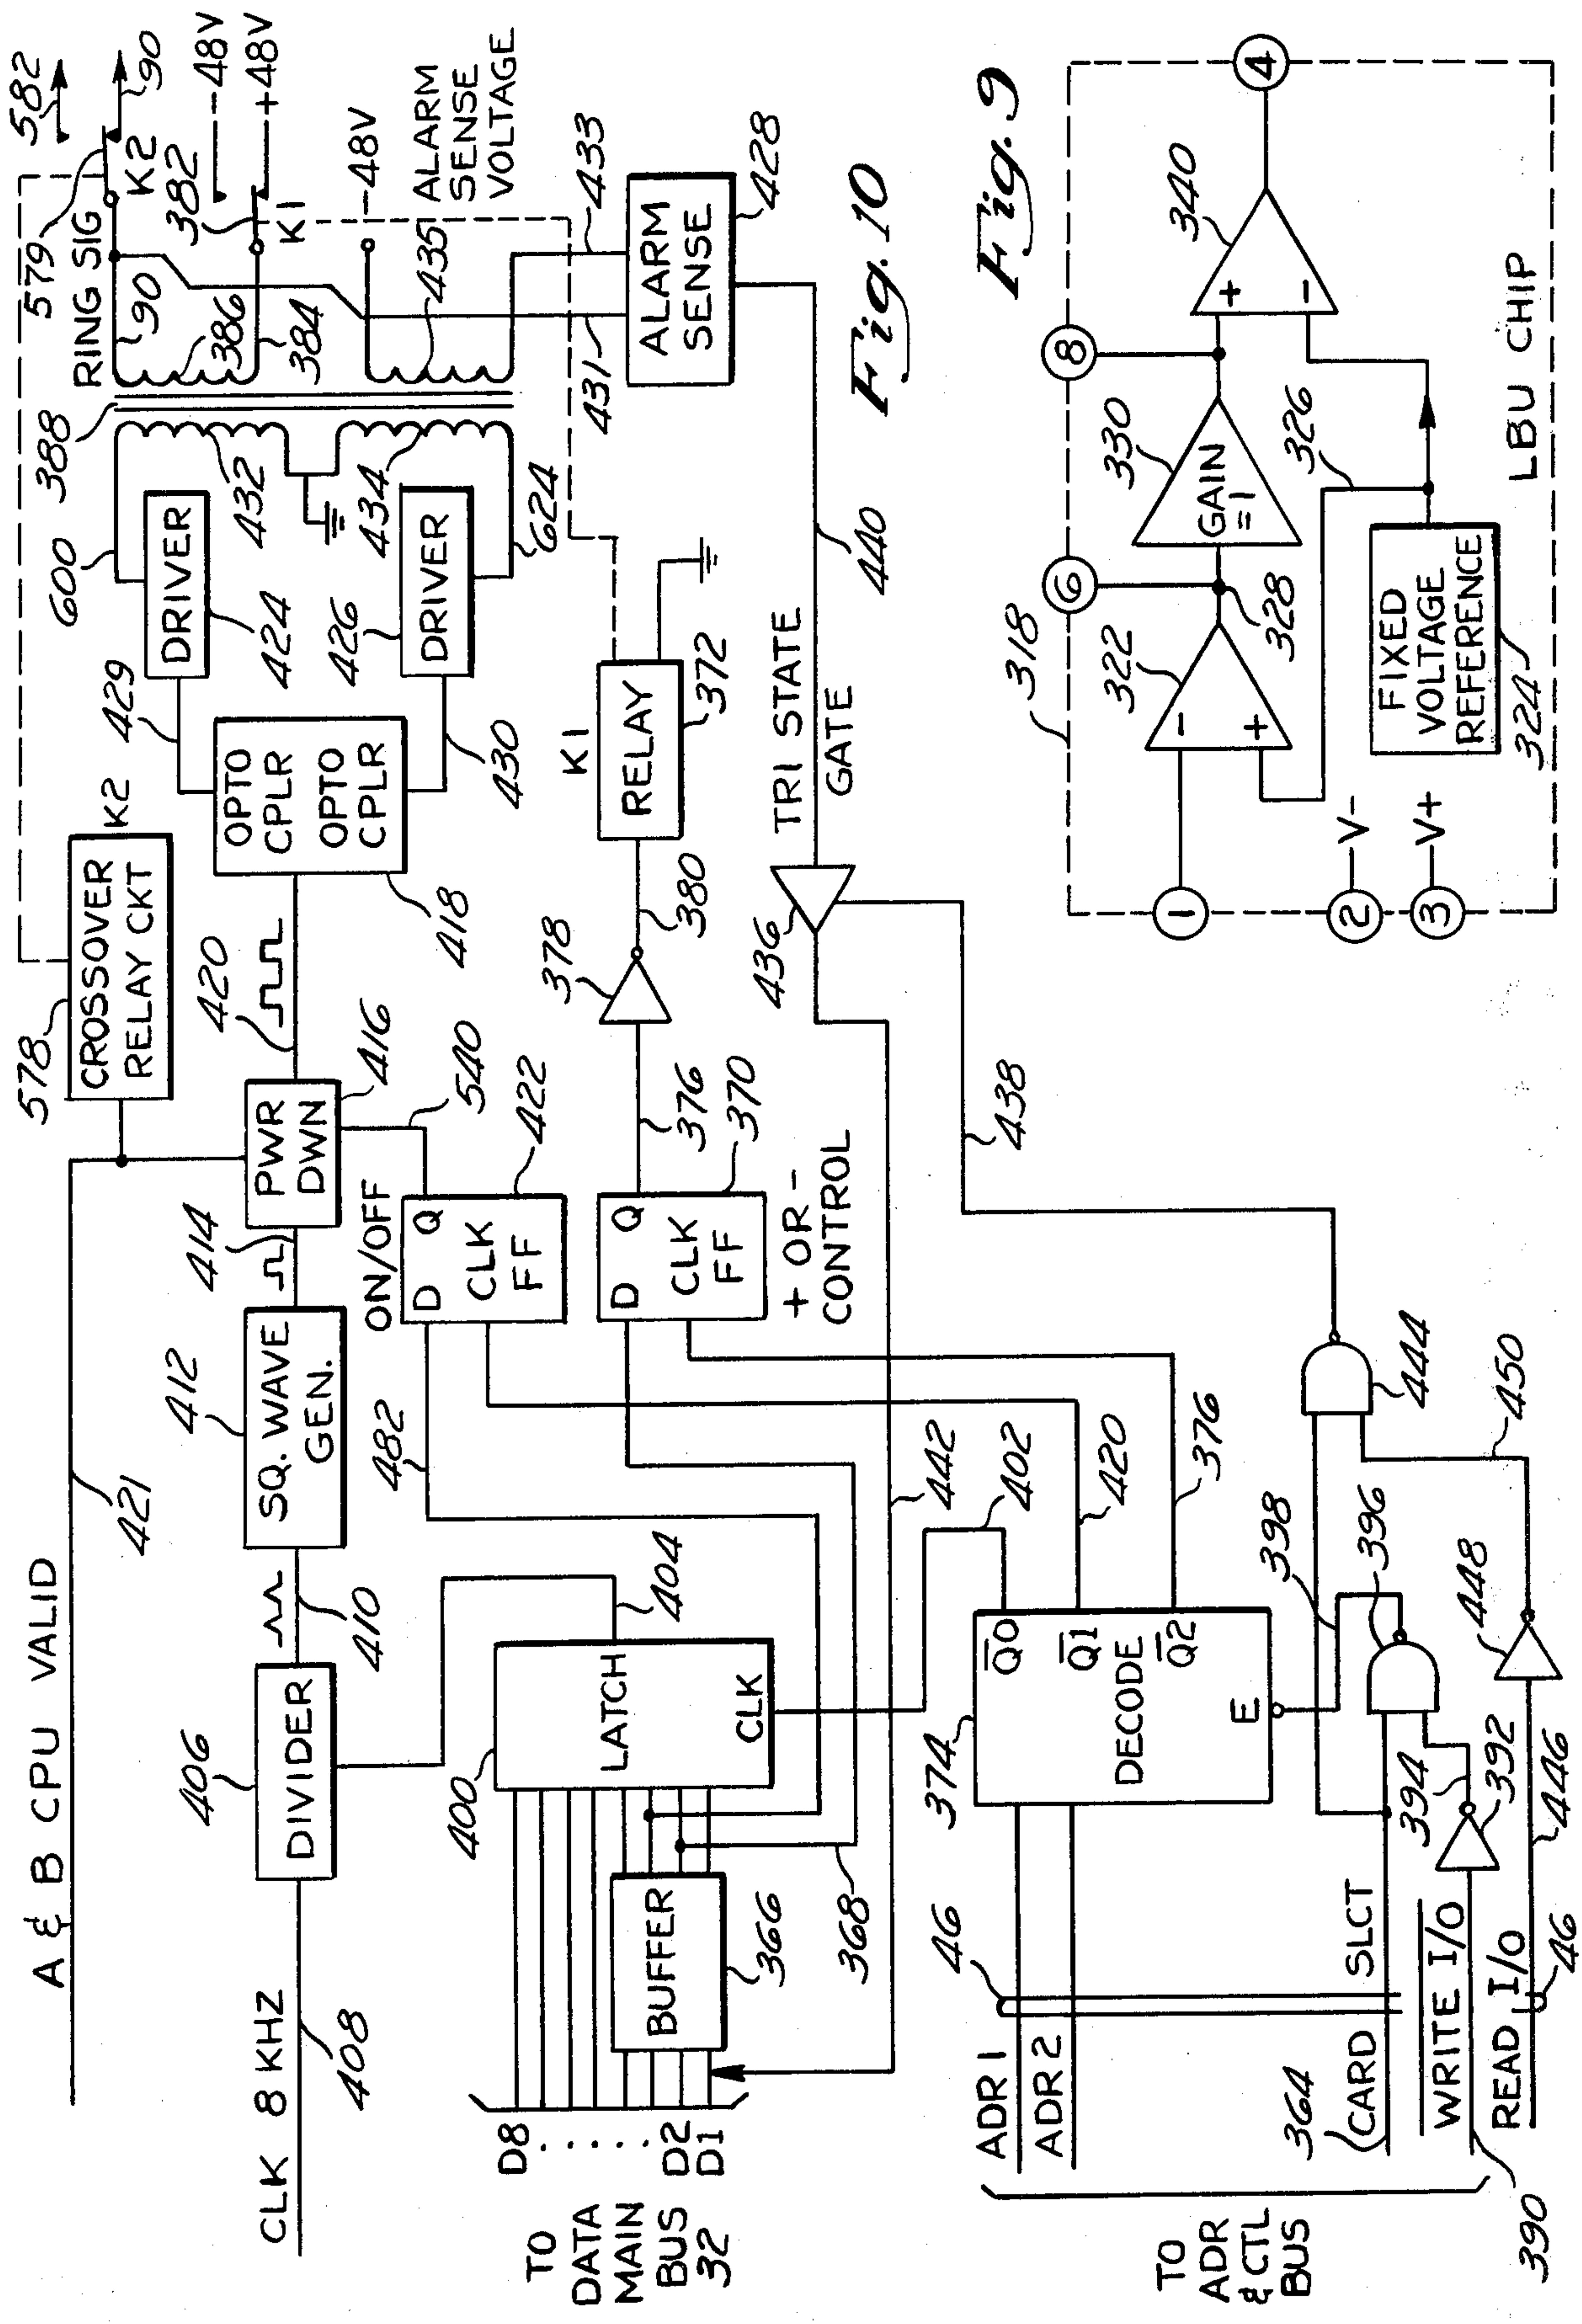 A & B CPU VALID
421
578
CROSSOVER
RELAY CKT
K2
579
582
RING SIG
K2
90
90
CLK 8 KHZ
408
406
DIVIDER
410
412
SQ. WAVE
GEN.
414
PWR
DWN
416
420
OPTO
CPLR
OPTO
CPLR
418
429
430
DRIVER
424
426
DRIVER
600
624
388
432
434
386
384
382
K1
-48V
+48V
-48V
435
ALARM
SENSE
VOLTAGE
431
433
ALARM
SENSE
428
ON/OFF
482
D Q
CLK
FF
422
540
D Q
CLK
FF
370
+ OR -
CONTROL
376
378
380
K1
RELAY
372
TRI STATE
GATE
436
440
438
442
TO
DATA
MAIN
BUS
32
D8
D2
D1
BUFFER
366
368
400
LATCH
CLK
404
402
420
376
374
DECODE
Q0
Q1
Q2
E
TO
ADR
& CTL
BUS
ADR 1
ADR 2
46
364
CARD SLCT
WRITE I/O
READ I/O
390
46
446
392
394
396
398
448
450
444
Fig. 10
Fig. 9
318
1
2
V-
3
V+
322
-
+
328
6
330
GAIN
=1
8
326
340
+
-
4
FIXED
VOLTAGE
REFERENCE
324
LBU CHIP